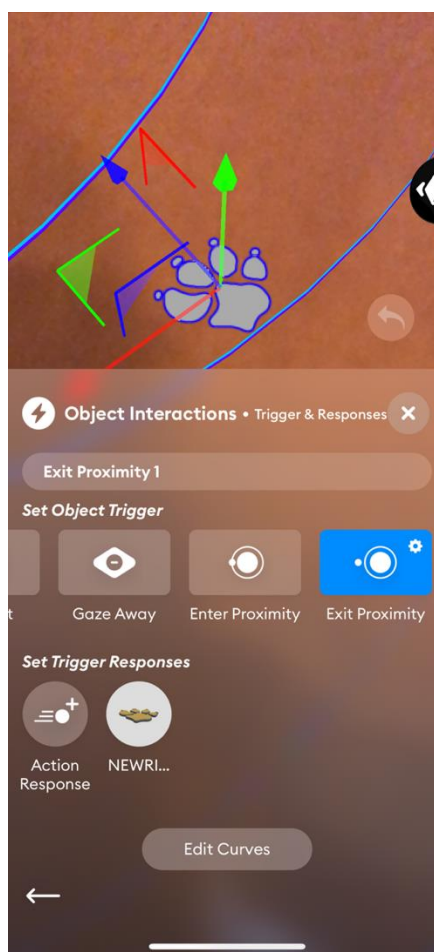 Object Interactions • Trigger & Responses
Exit Proximity 1
Set Object Trigger
t Gaze Away Enter Proximity Exit Proximity
Set Trigger Responses
Action NEWRI...
Response
Edit Curves